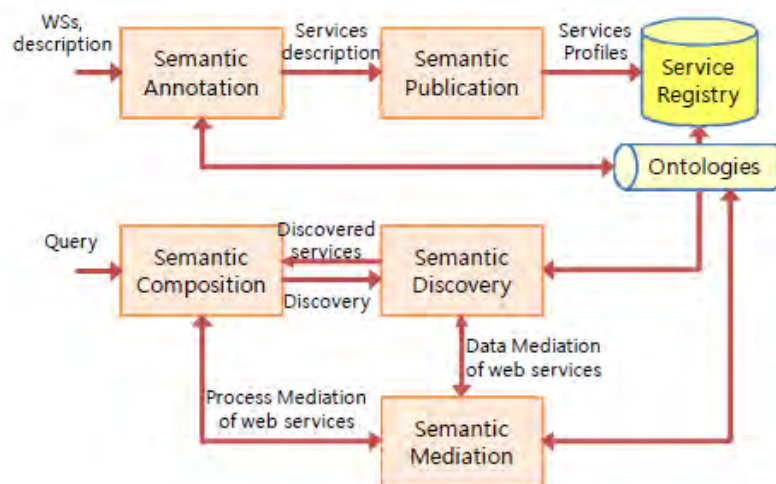 WSs,
description
Semantic
Annotation
Services
description
Semantic
Publication
Services
Profiles
Service
Registry
Ontologies
Query
Semantic
Composition
Discovered
services
Discovery
Semantic
Discovery
Data Mediation
of web services
Process Mediation
of web services
Semantic
Mediation